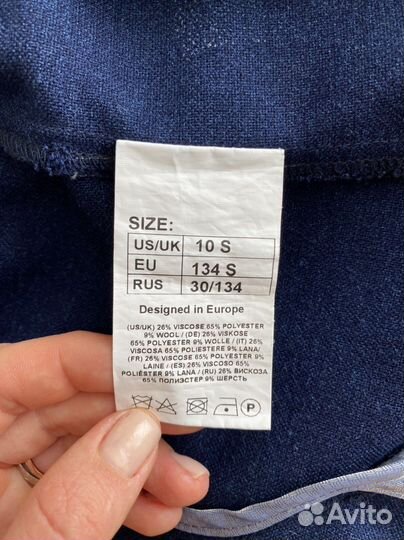 SIZE:
US/UK 10 S
EU 134 S
RUS 30/134
Designed in Europe
(US/UK) 26% VISCOSE 65% POLYESTER
9% WOOL / (DE) 26% VISKOSE
65% POLYESTER 9% WOLLE / (IT) 26%
VISCOSA 65% POLIESTERE 9% LANA/
(FR) 26% VISCOSE 65% POLYESTER 9%
LAINE / (ES) 26% VISCOSO 65%
POLIÉSTER 9% LANA / (RU) 26% ВИСКОЗА
65% ПОЛИЭСТЕР 9% ШЕРСТЬ
P
Avito